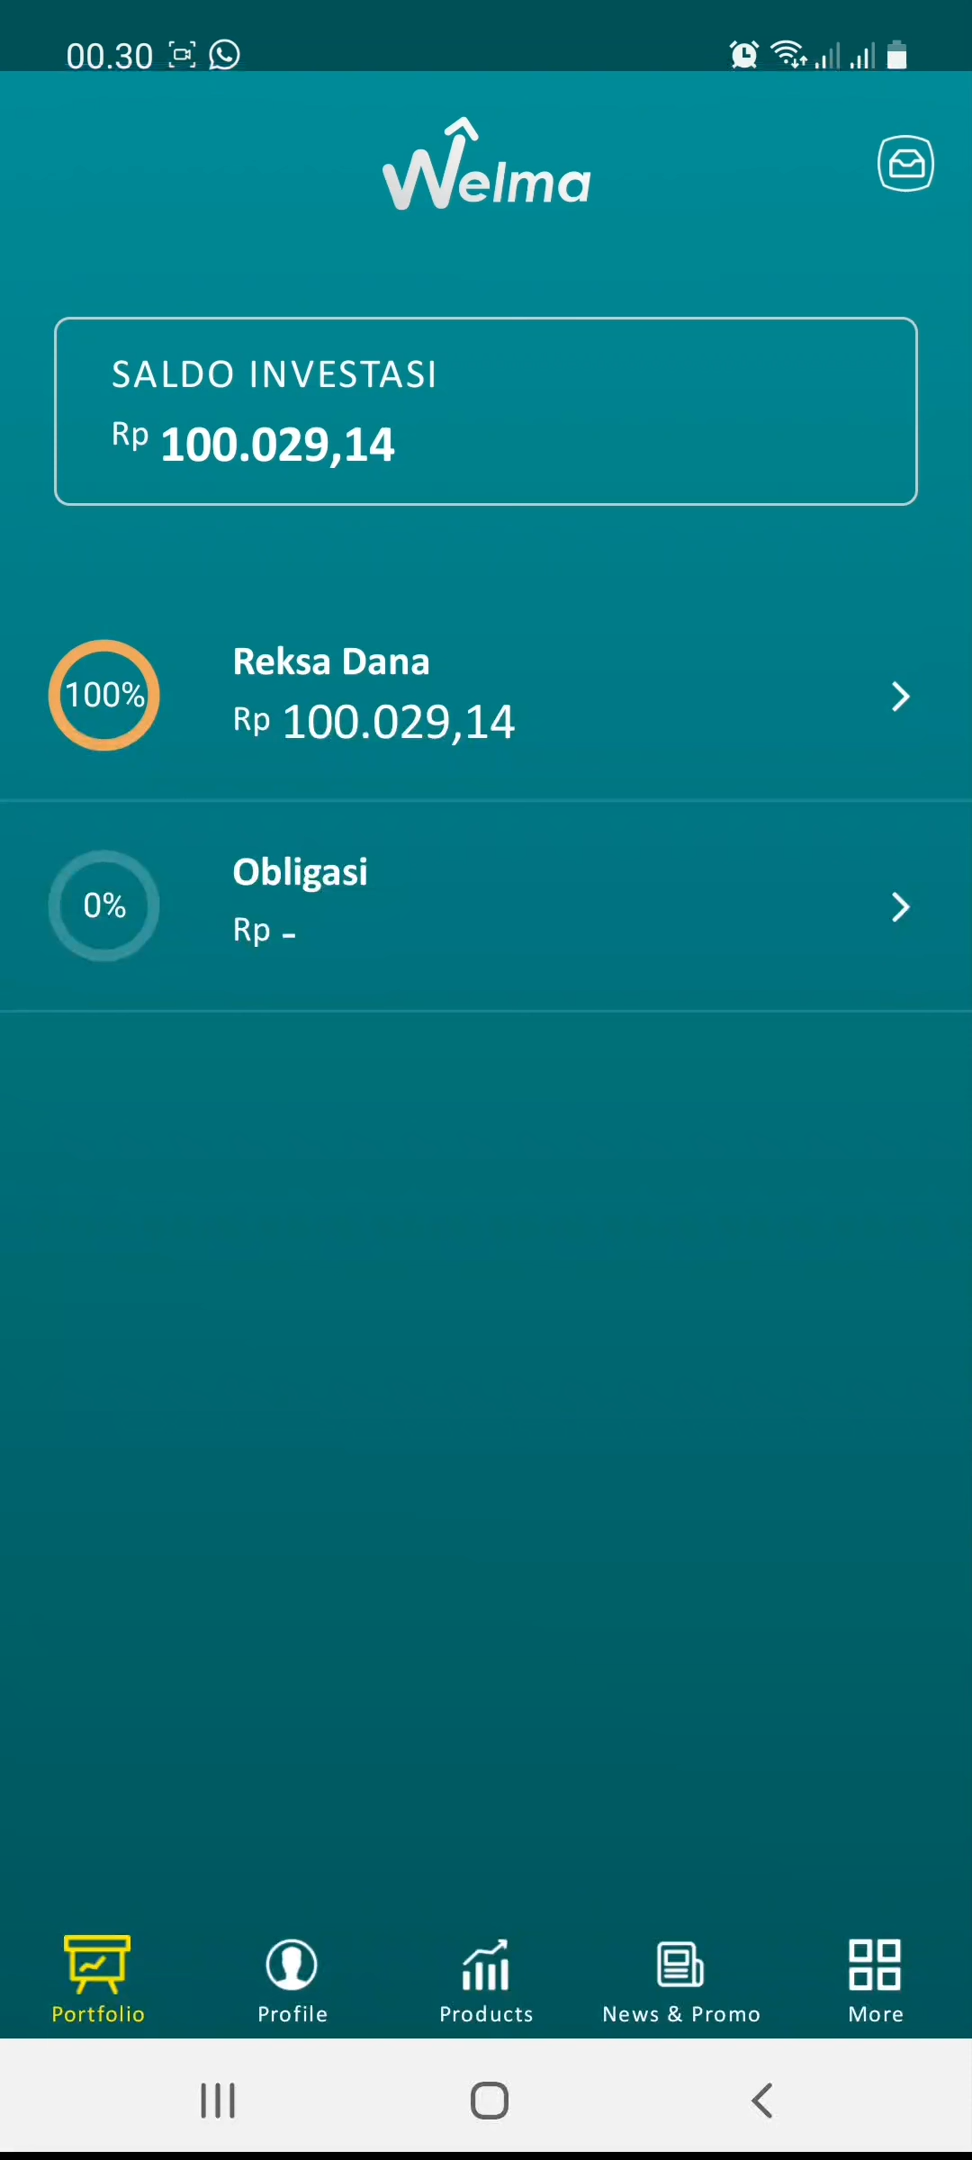 00.30
Welma
SALDO INVESTASI
Rp 100.029,14
100%
Reksa Dana
Rp 100.029,14
0%
Obligasi
Rp -
Portfolio
Profile
Products
News & Promo
More